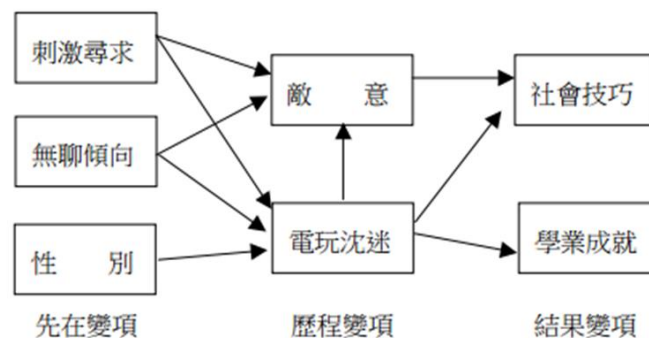 刺激尋求
敵　　意
社會技巧
無聊傾向
性　　別
電玩沈迷
學業成就
先在變項
歷程變項
結果變項